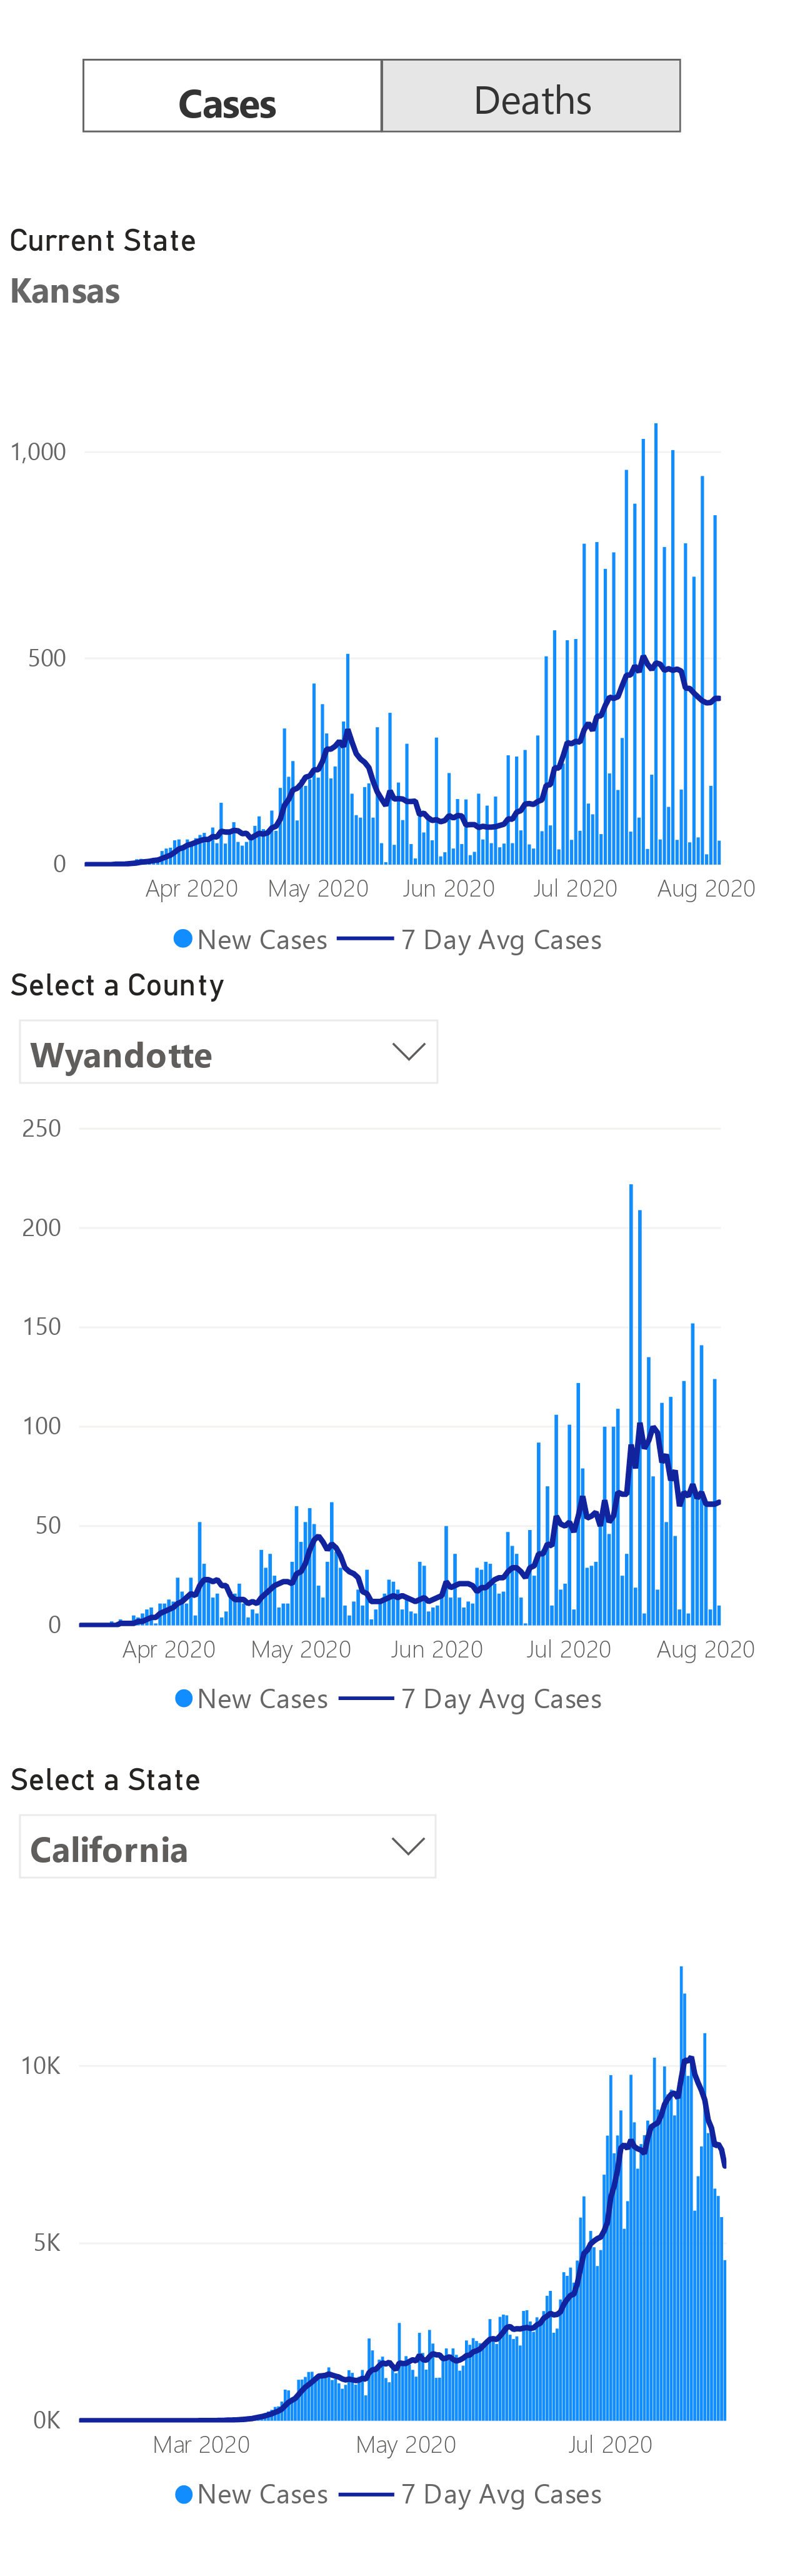 Cases Deaths
Current State
Kansas
1,000
500
0
Apr 2020 May 2020 Jun 2020 Jul 2020 Aug 2020
New Cases 7 Day Avg Cases
Select a County
Wyandotte
250
200
150
100
50
0
Apr 2020 May 2020 Jun 2020 Jul 2020 Aug 2020
New Cases 7 Day Avg Cases
Select a State
California
10K
5K
0K
Mar 2020 May 2020 Jul 2020
New Cases 7 Day Avg Cases